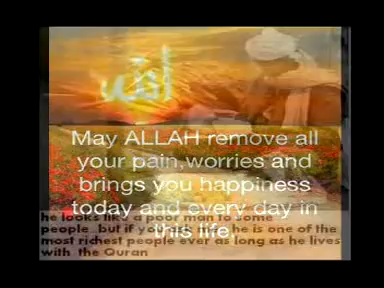 الله
May ALLAH remove all
your pain,worries and
brings you happiness
today and every day in
this life.
he looks like a poor man to some
people but if you ask he is one of the
most richest people ever as long as he lives
with the Quran